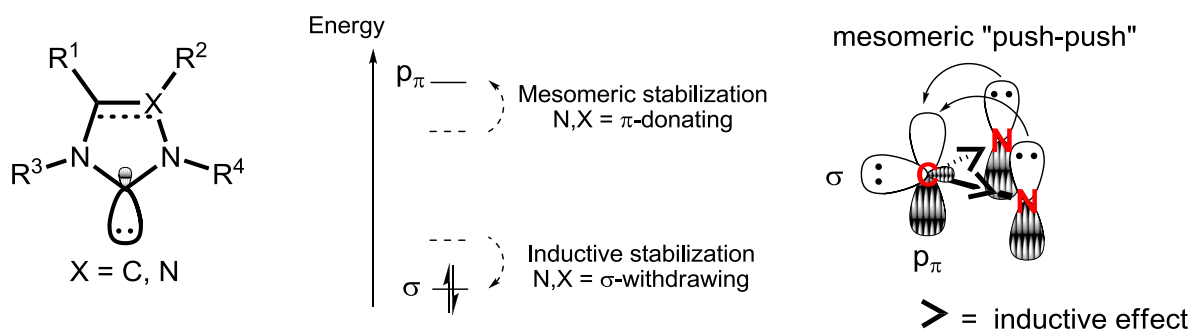 R¹ R²
X
N N
R³ R⁴
X = C, N
Energy
pπ
Mesomeric stabilization
N,X = π-donating
Inductive stabilization
N,X = σ-withdrawing
σ
mesomeric "push-push"
N
σ C N
pπ
> = inductive effect